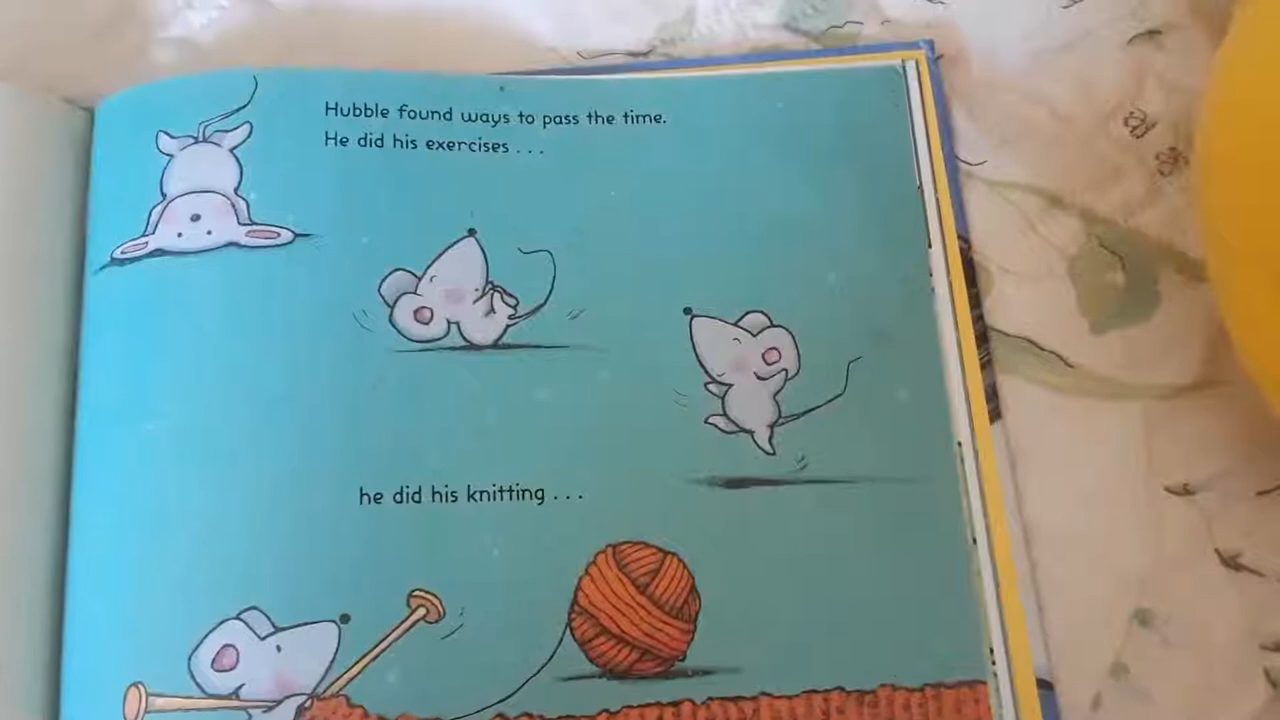 Hubble found ways to pass the time.
He did his exercises . . .
he did his knitting . . .